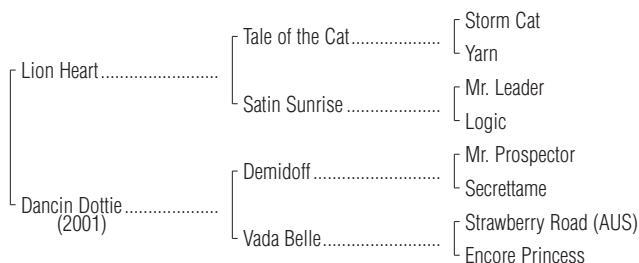 Storm Cat
Tale of the Cat
Yarn
Lion Heart
Mr. Leader
Satin Sunrise
Logic
Mr. Prospector
Demidoff
Secrettame
Dancin Dottie
(2001)
Strawberry Road (AUS)
Vada Belle
Encore Princess